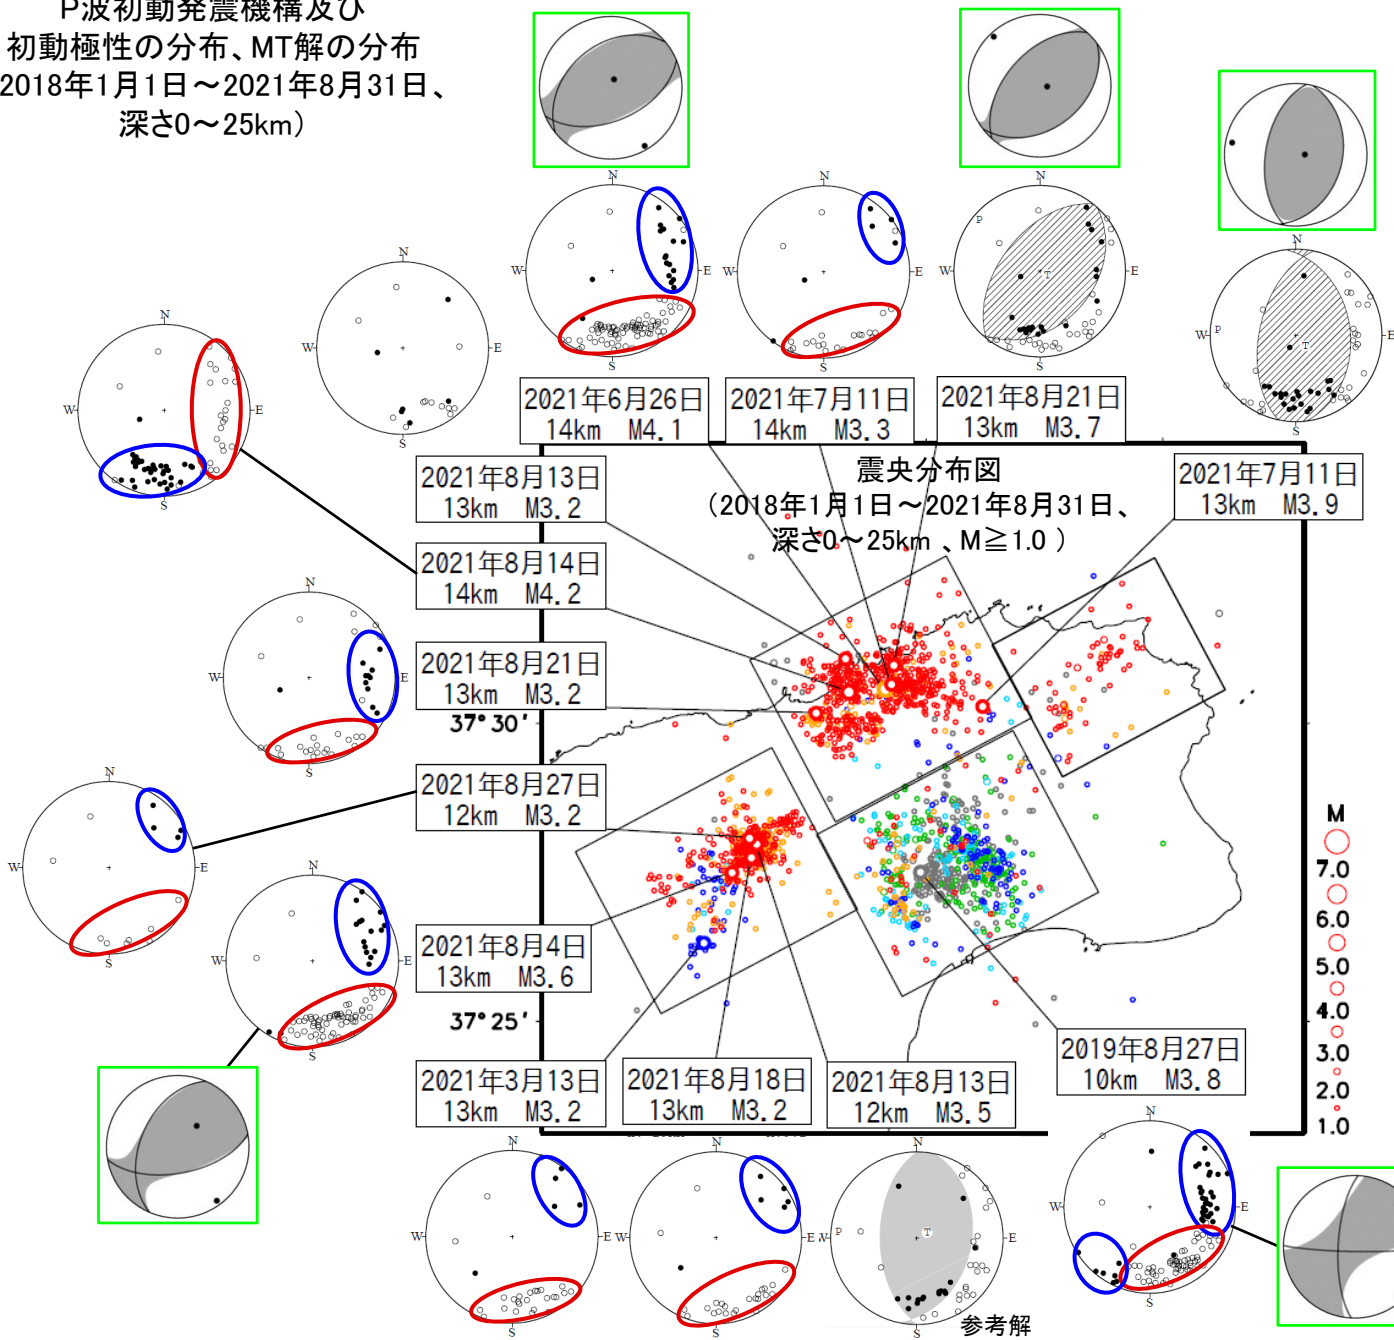 P波初動発震機構及び
初動極性の分布、MT解の分布
2018年1月1日～2021年8月31日、
深さ0～25km）
N
W
E
S
N
W
E
S
N
W
E
S
P
T
N
W
E
S
P
T
N
W
E
S
N
W
E
S
2021年6月26日
14km M4.1
2021年7月11日
14km M3.3
2021年8月21日
13km M3.7
2021年7月11日
13km M3.9
震央分布図
（2018年1月1日～2021年8月31日、
深さ0～25km 、M≧1.0 ）
2021年8月13日
13km M3.2
2021年8月14日
14km M4.2
2021年8月21日
13km M3.2
37°30′
2021年8月27日
12km M3.2
2021年8月4日
13km M3.6
37°25′
2021年3月13日
13km M3.2
2021年8月18日
13km M3.2
2021年8月13日
12km M3.5
2019年8月27日
10km M3.8
N
W
E
S
N
W
E
S
N
W
E
S
M
7.0
6.0
5.0
4.0
3.0
2.0
1.0
N
W
E
S
N
W
E
S
N
W
E
S
P
T
参考解
N
W
E
S